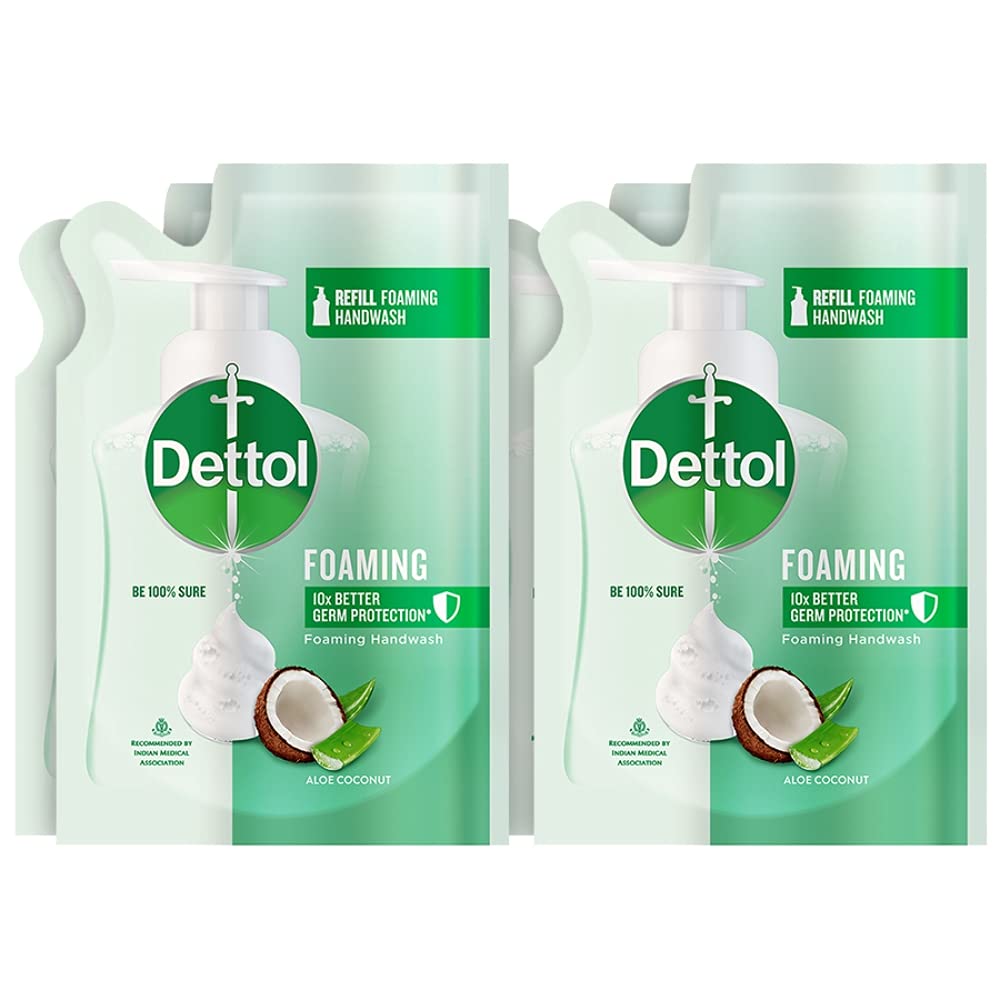 REFILL FOAMING
HANDWASH
Dettol
FOAMING
BE 100% SURE
10x BETTER
GERM PROTECTION*
Foaming Handwash
RECOMMENDED BY
INDIAN MEDICAL
ASSOCIATION
ALOE COCONUT
REFILL FOAMING
HANDWASH
Dettol
FOAMING
BE 100% SURE
10x BETTER
GERM PROTECTION*
Foaming Handwash
RECOMMENDED BY
INDIAN MEDICAL
ASSOCIATION
ALOE COCONUT